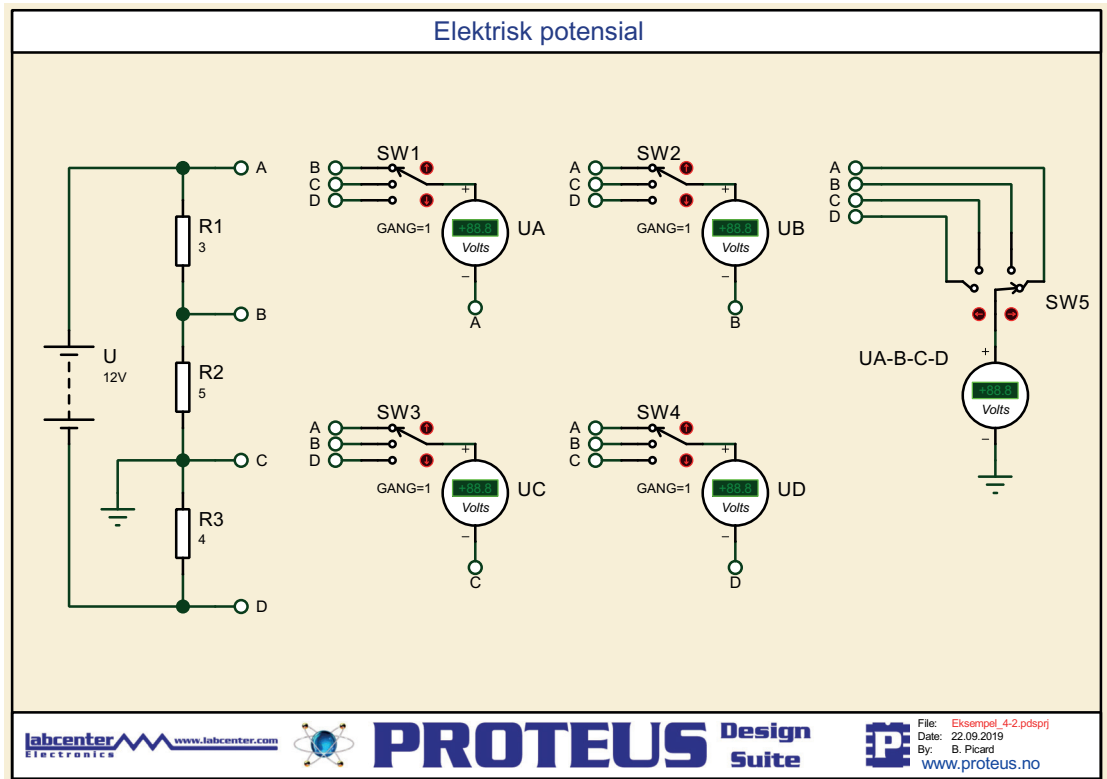 Elektrisk potensial
A
R1
3
B
U
12V
R2
5
C
R3
4
D
SW1
B
C
D
GANG=1
+
+88.8
Volts
UA
−
A
SW2
A
C
D
GANG=1
+
+88.8
Volts
UB
−
B
A
B
C
D
SW5
UA-B-C-D
+
+88.8
Volts
−
SW3
A
B
D
GANG=1
+
+88.8
Volts
UC
−
C
SW4
A
B
C
GANG=1
+
+88.8
Volts
UD
−
D
labcenter www.labcenter.com
Electronics
PROTEUS Design
Suite
File: Eksempel_4-2.pdsprj
Date: 22.09.2019
By: B. Picard
www.proteus.no